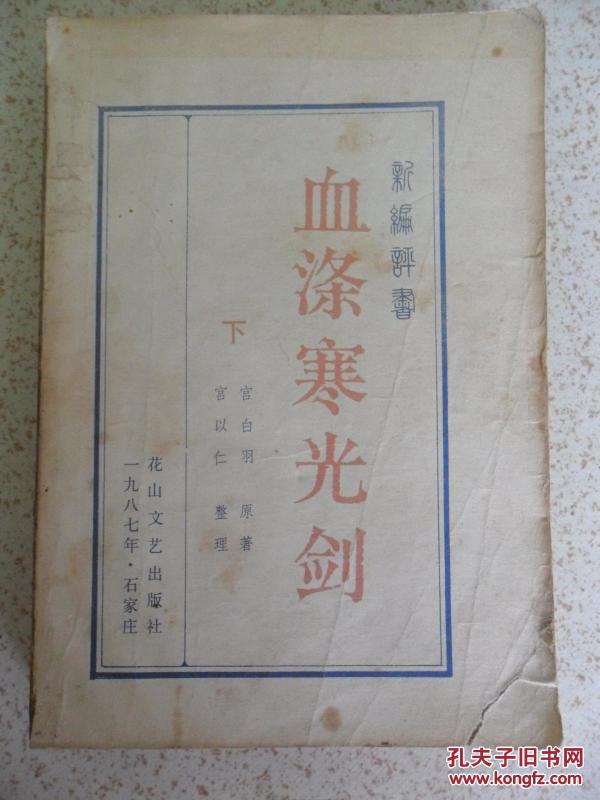 新編評書
血涤寒光剑
下
宫白羽 原著
宫以仁 整理
花山文艺出版社
一九八七年·石家庄
孔夫子旧书网
www.kongfz.com